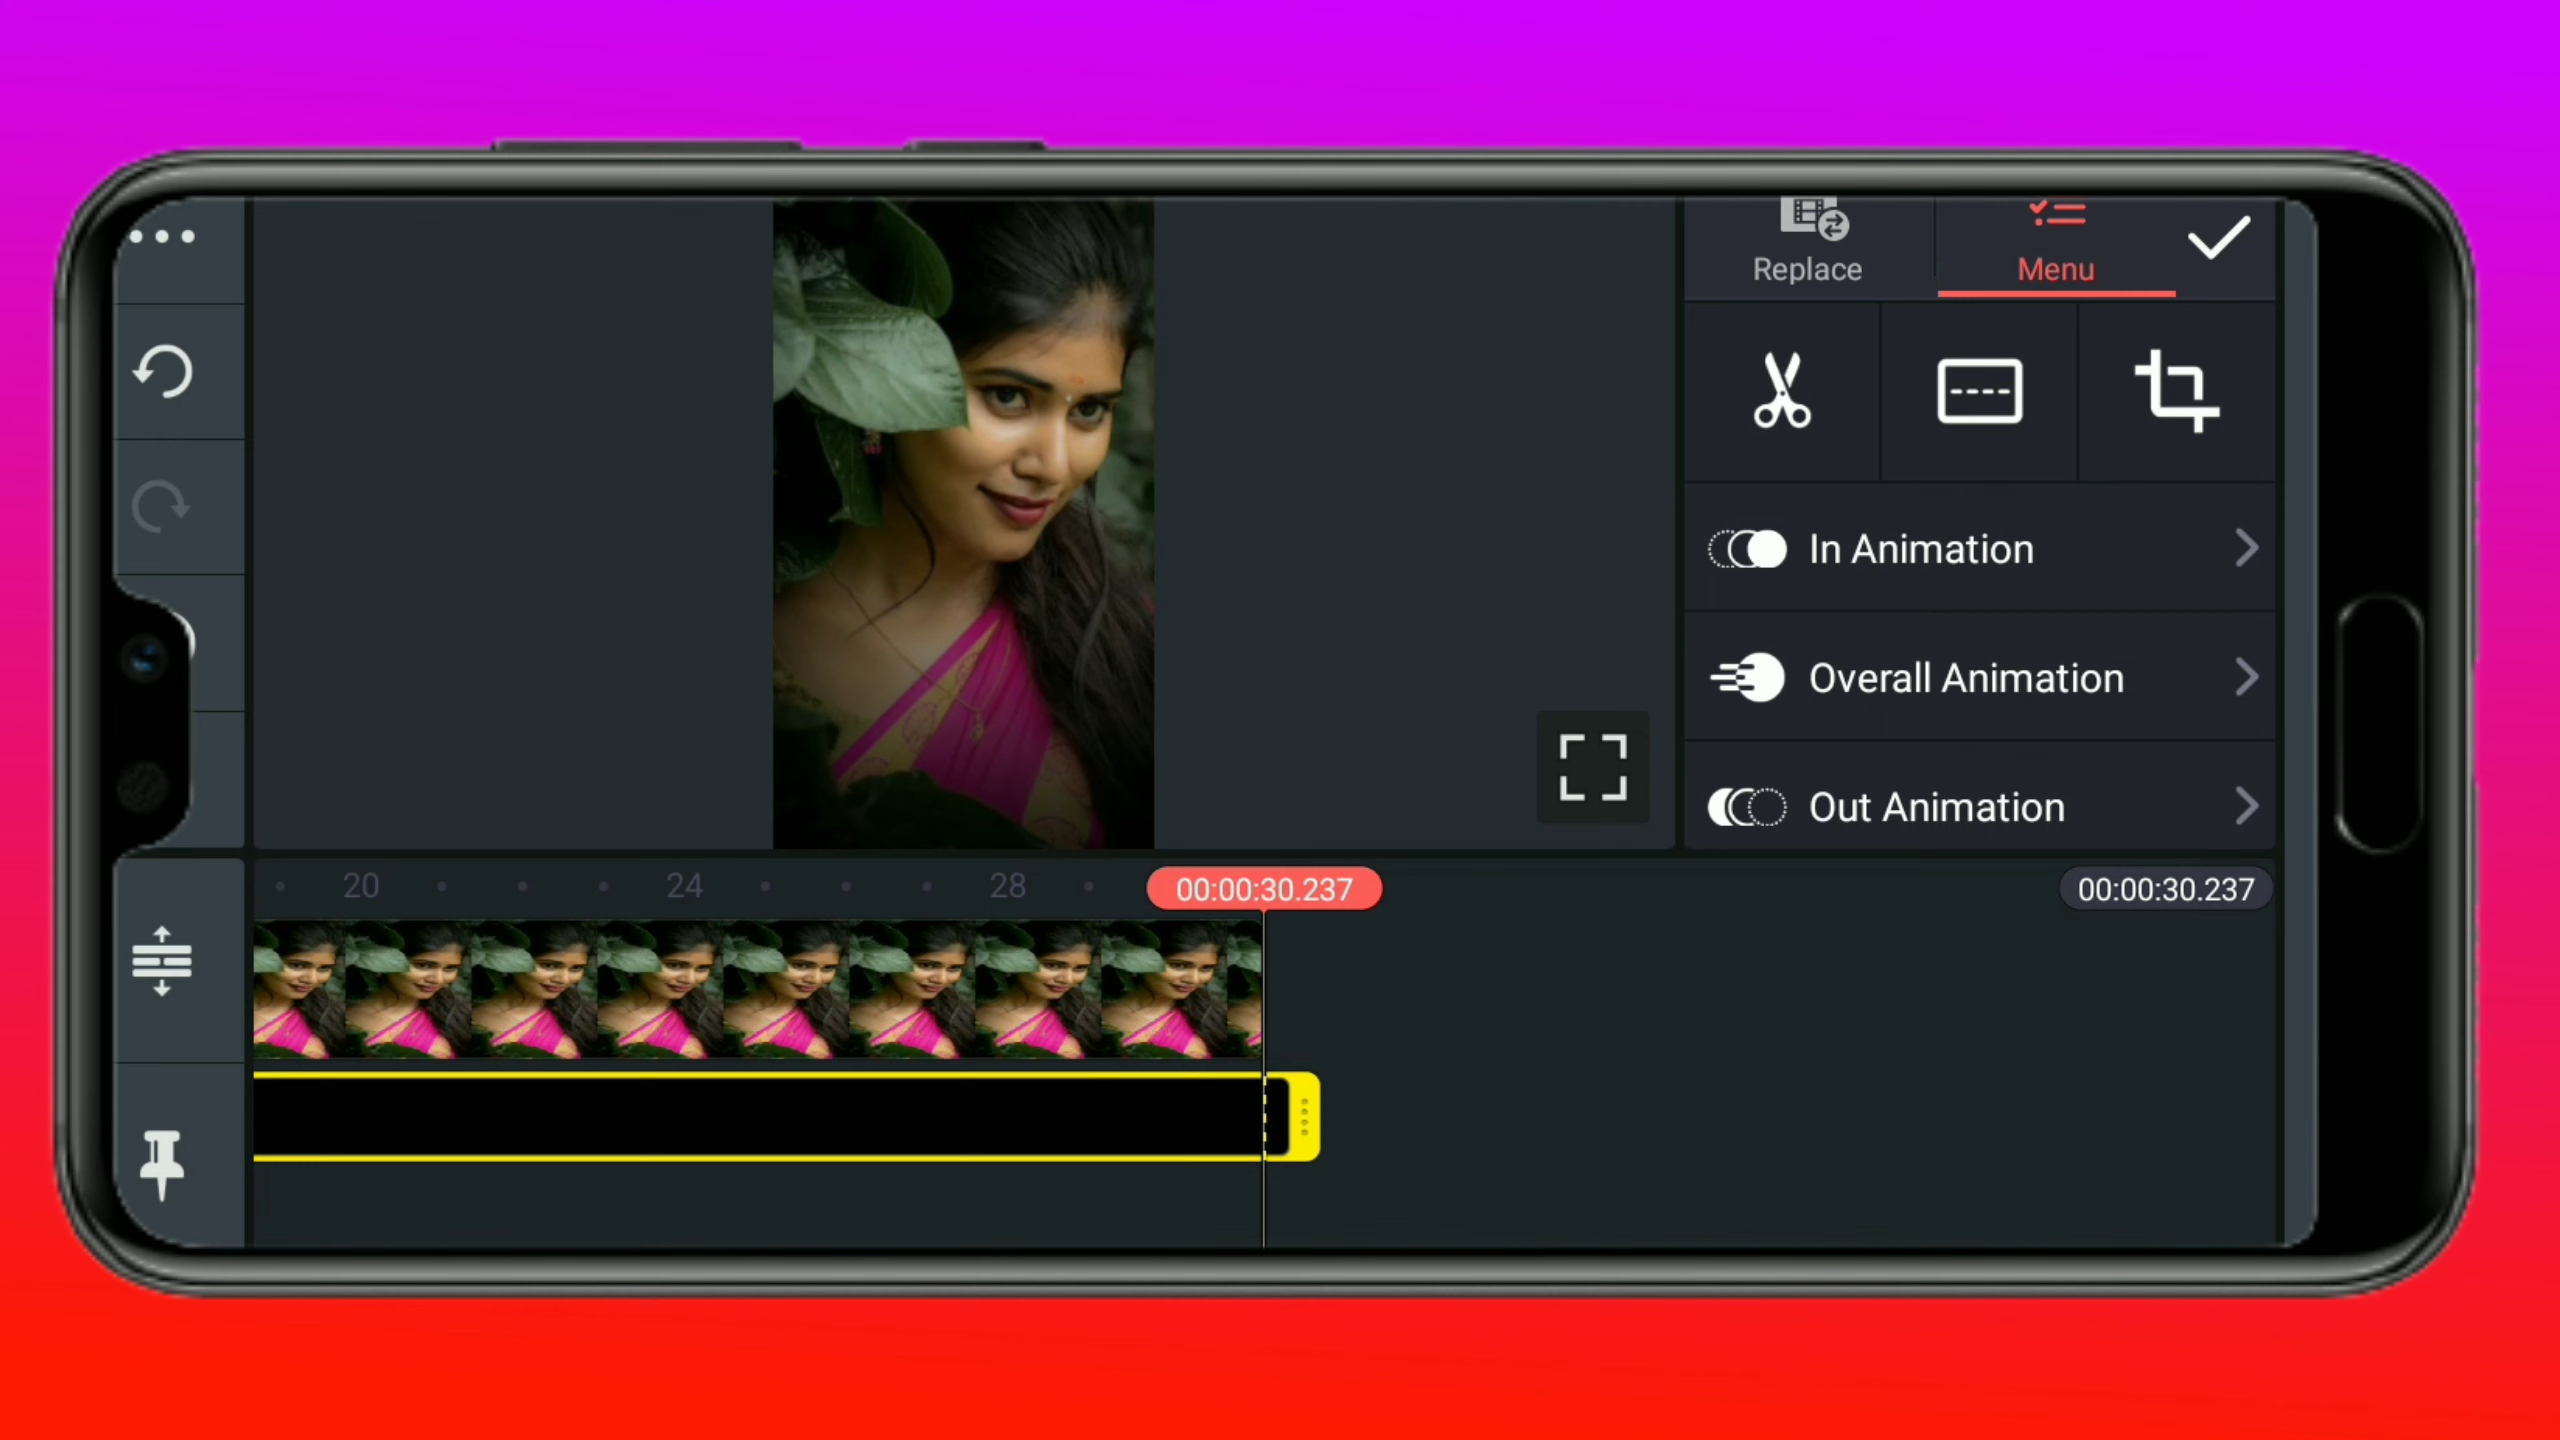 Replace
Menu
In Animation
Overall Animation
Out Animation
20
24
28
00:00:30.237
00:00:30.237